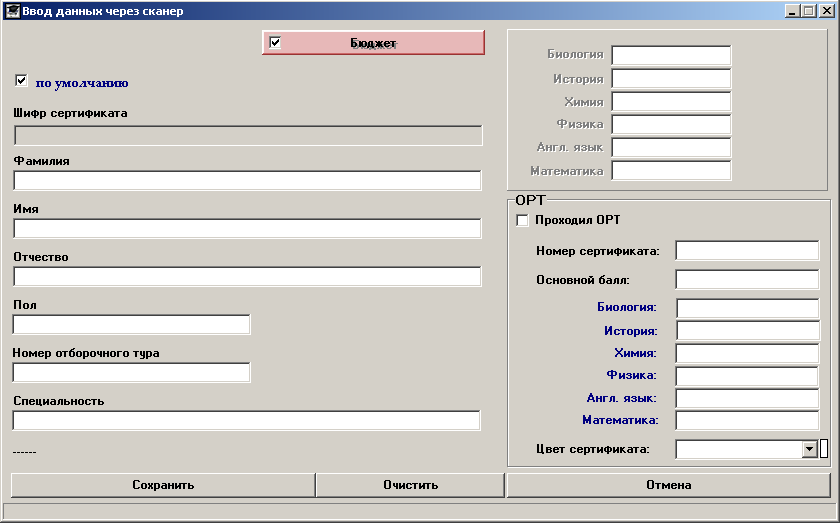 Ввод данных через сканер
Бюджет
по умолчанию
Шифр сертификата
Фамилия
Имя
Отчество
Пол
Номер отборочного тура
Специальность
------
Биология
История
Химия
Физика
Англ. язык
Математика
ОРТ
Проходил ОРТ
Номер сертификата:
Основной балл:
Биология:
История:
Химия:
Физика:
Англ. язык:
Математика:
Цвет сертификата:
Сохранить
Очистить
Отмена